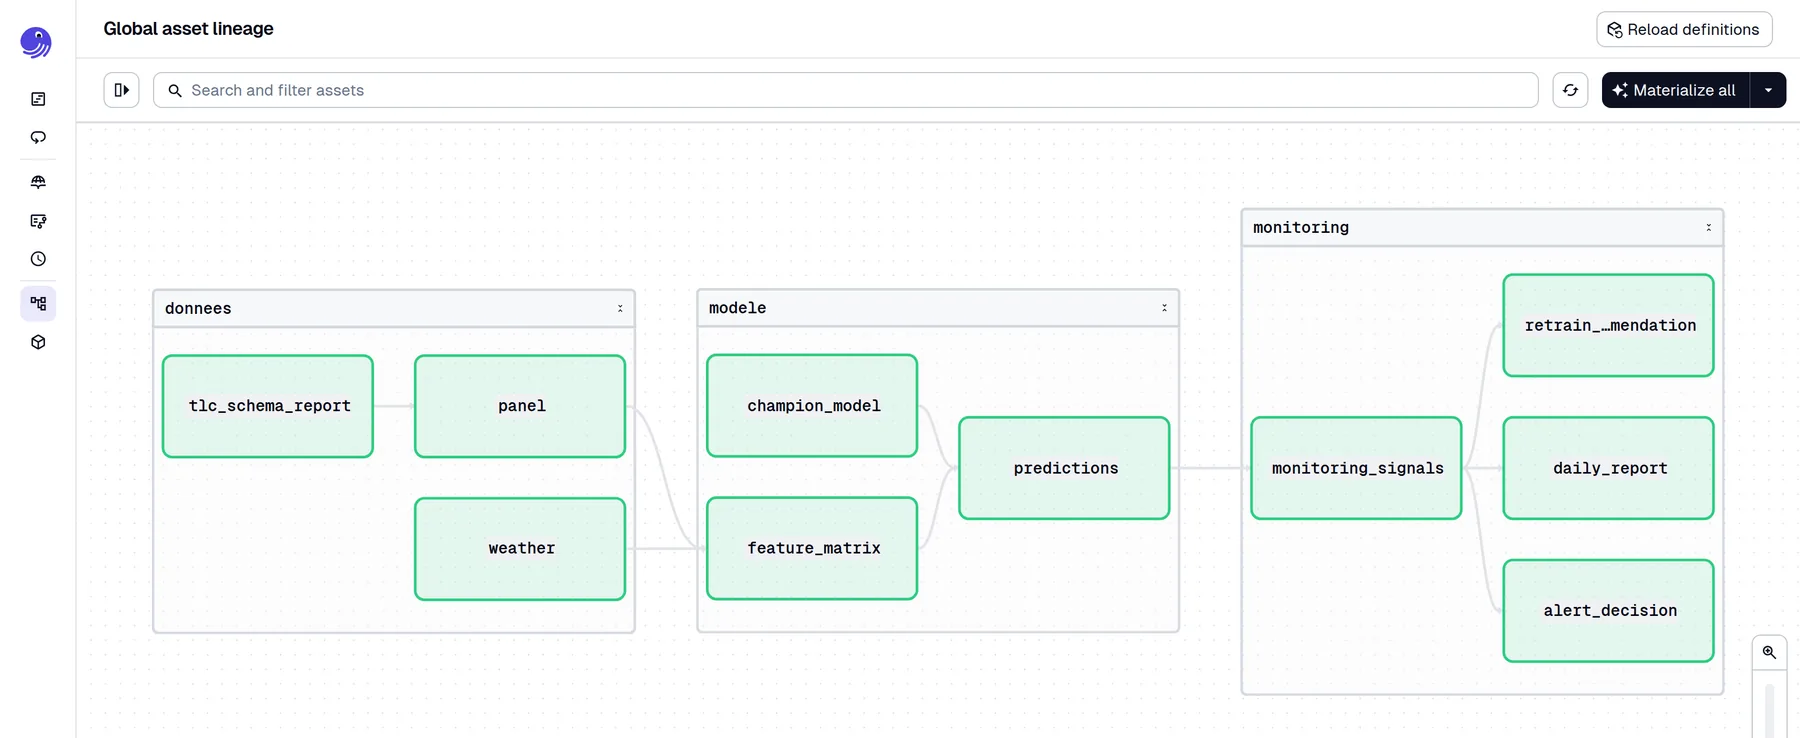 Global asset lineage
Reload definitions
Search and filter assets
Materialize all
donnees
tlc_schema_report
panel
weather
modele
champion_model
feature_matrix
predictions
monitoring
monitoring_signals
retrain_…mendation
daily_report
alert_decision